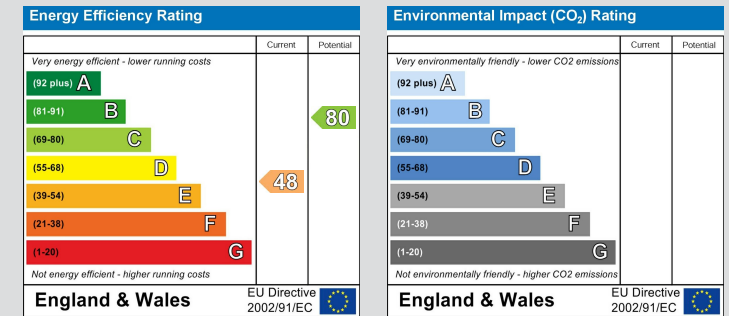 Energy Efficiency Rating
Current Potential
Very energy efficient - lower running costs
(92 plus) A
(81-91) B
80
(69-80) C
(55-68) D
48
(39-54) E
(21-38) F
(1-20) G
Not energy efficient - higher running costs
England & Wales
EU Directive
2002/91/EC
Environmental Impact (CO₂) Rating
Current Potential
Very environmentally friendly - lower CO2 emissions
(92 plus) A
(81-91) B
(69-80) C
(55-68) D
(39-54) E
(21-38) F
(1-20) G
Not environmentally friendly - higher CO2 emissions
England & Wales
EU Directive
2002/91/EC